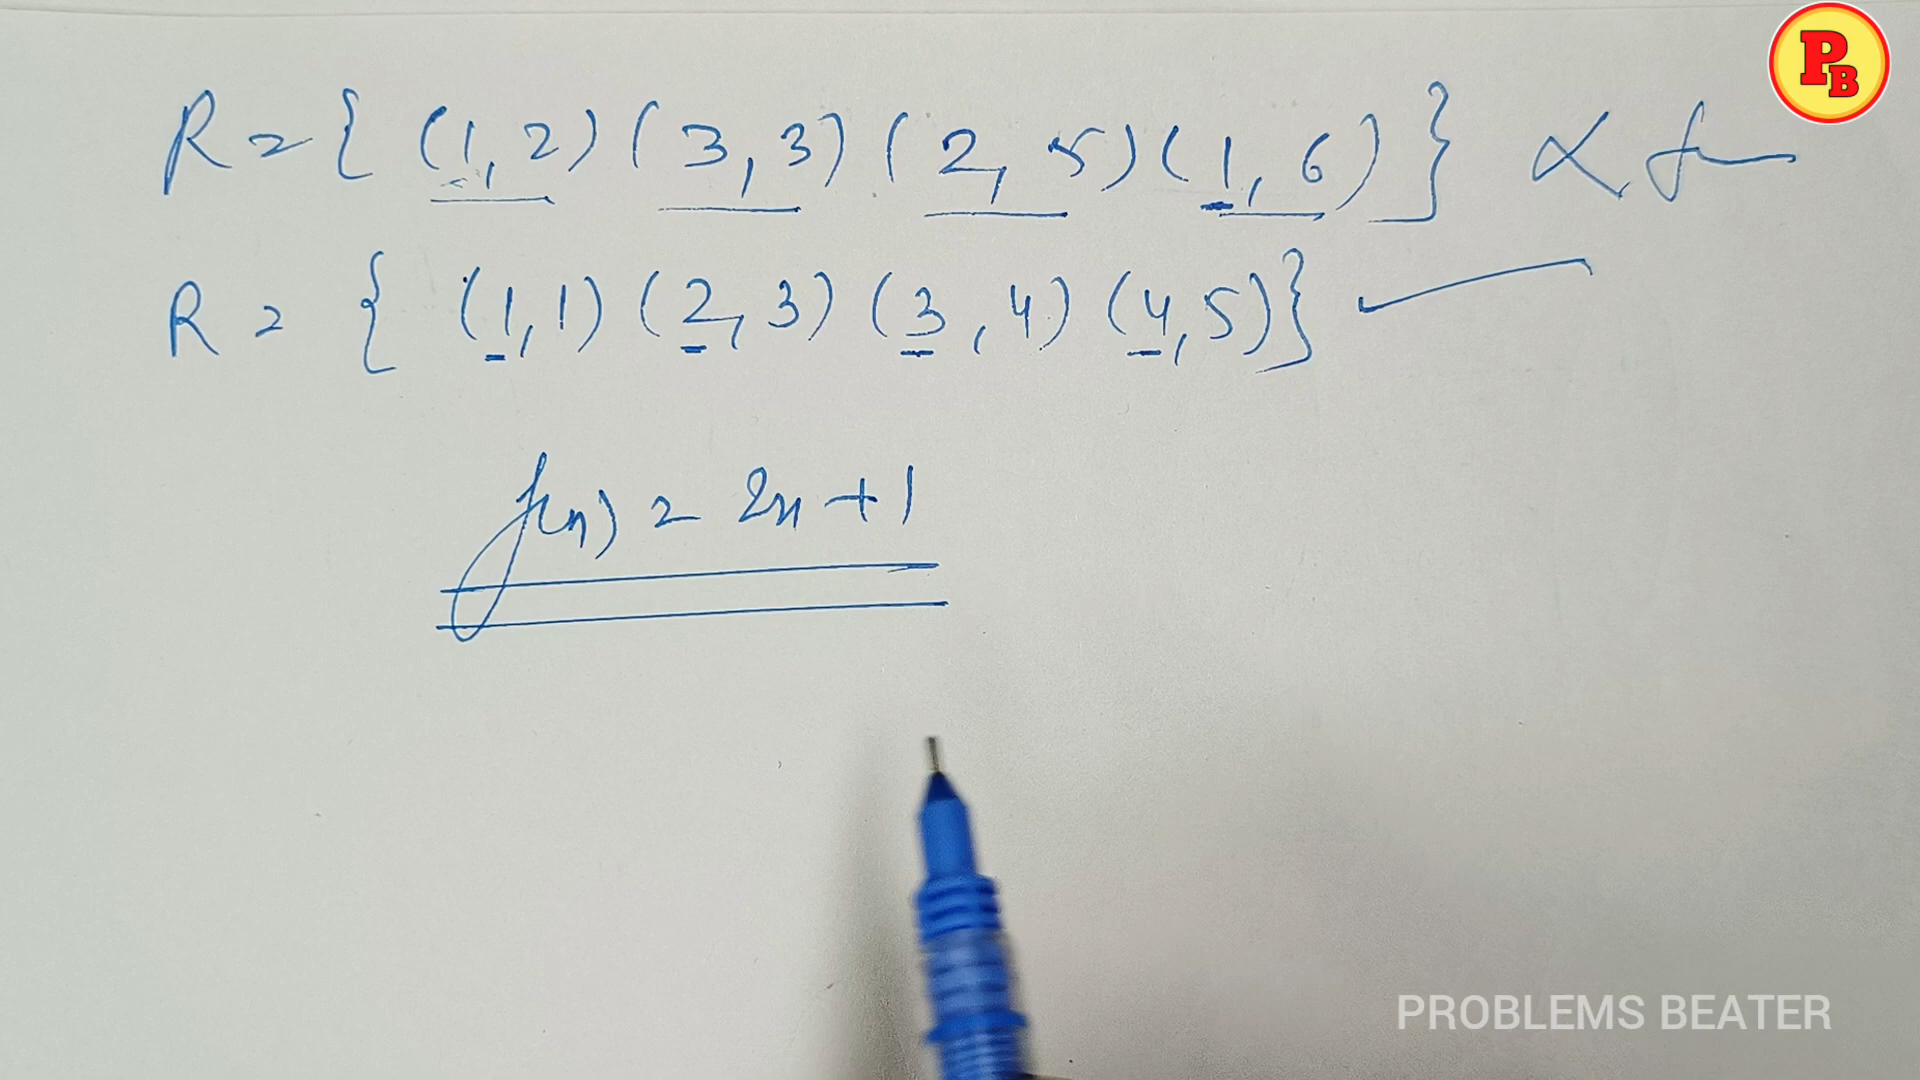 PB
R = { (1,2) (3,3) (2,5) (1,6) } × fn
R = { (1,1) (2,3) (3,4) (4,5) } ✓
f(x) = 2x + 1
PROBLEMS BEATER